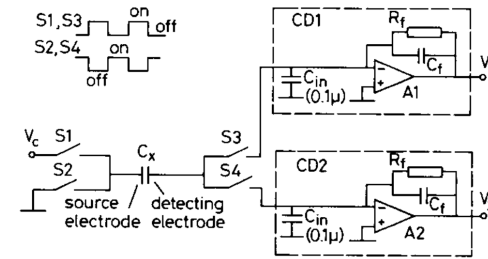 S1,S3 on off
S2,S4 on
off
CD1
Rf
Cf
Cin
(0.1μ)
A1
V
Vc S1
S2
Cx
S3
S4
source electrode
detecting electrode
CD2
Rf
Cf
Cin
(0.1μ)
A2
V